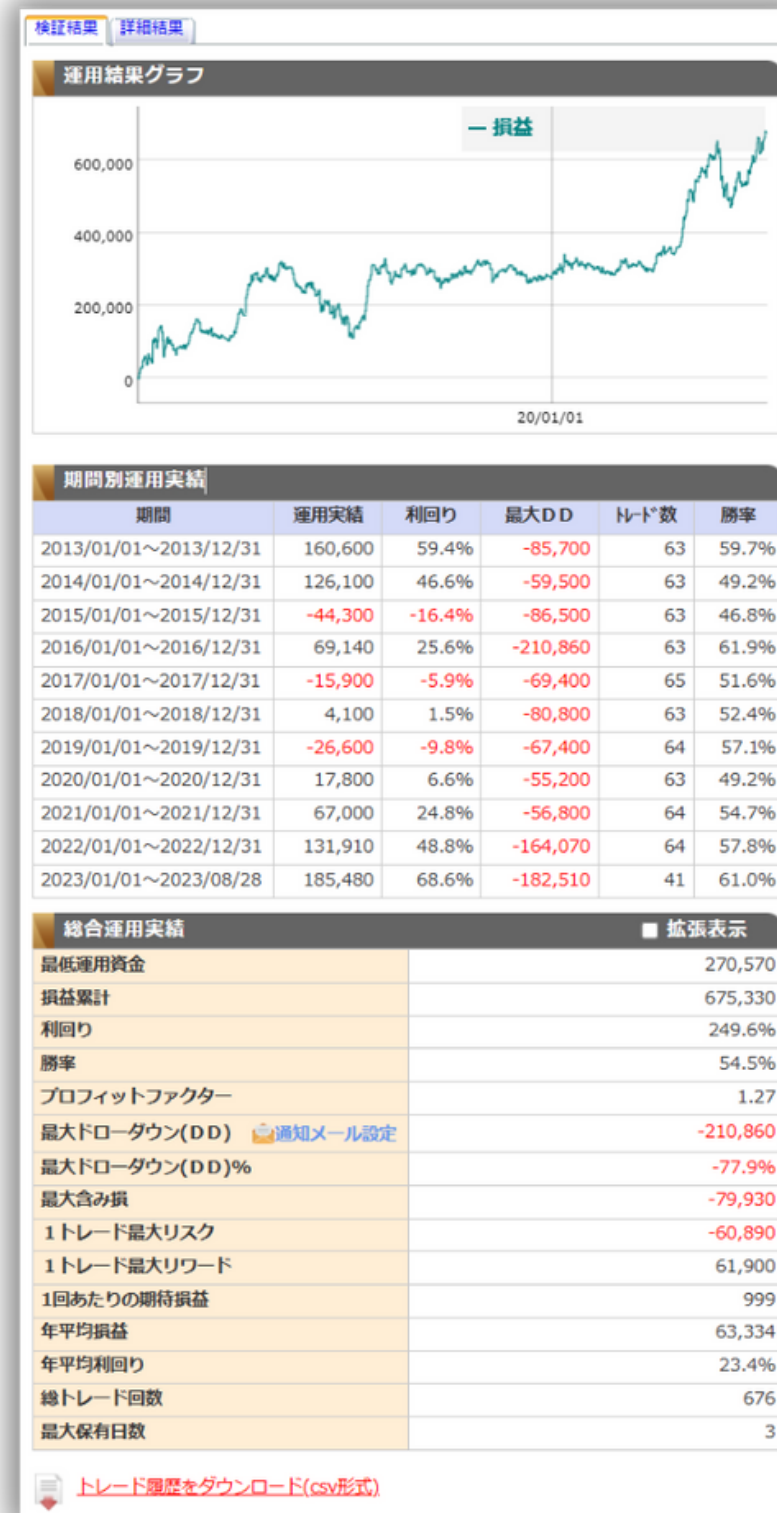 検証結果 詳細結果
運用結果グラフ
損益
600,000
400,000
200,000
0
20/01/01
期間別運用実績
期間 運用実績 利回り 最大DD ﾄﾚｰﾄﾞ数 勝率
2013/01/01～2013/12/31 160,600 59.4% -85,700 63 59.7%
2014/01/01～2014/12/31 126,100 46.6% -59,500 63 49.2%
2015/01/01～2015/12/31 -44,300 -16.4% -86,500 63 46.8%
2016/01/01～2016/12/31 69,140 25.6% -210,860 63 61.9%
2017/01/01～2017/12/31 -15,900 -5.9% -69,400 65 51.6%
2018/01/01～2018/12/31 4,100 1.5% -80,800 63 52.4%
2019/01/01～2019/12/31 -26,600 -9.8% -67,400 64 57.1%
2020/01/01～2020/12/31 17,800 6.6% -55,200 63 49.2%
2021/01/01～2021/12/31 67,000 24.8% -56,800 64 54.7%
2022/01/01～2022/12/31 131,910 48.8% -164,070 64 57.8%
2023/01/01～2023/08/28 185,480 68.6% -182,510 41 61.0%
総合運用実績 拡張表示
最低運用資金 270,570
損益累計 675,330
利回り 249.6%
勝率 54.5%
プロフィットファクター 1.27
最大ドローダウン(DD) 通知メール設定 -210,860
最大ドローダウン(DD)% -77.9%
最大含み損 -79,930
1トレード最大リスク -60,890
1トレード最大リワード 61,900
1回あたりの期待損益 999
年平均損益 63,334
年平均利回り 23.4%
総トレード回数 676
最大保有日数 3
トレード履歴をダウンロード(csv形式)